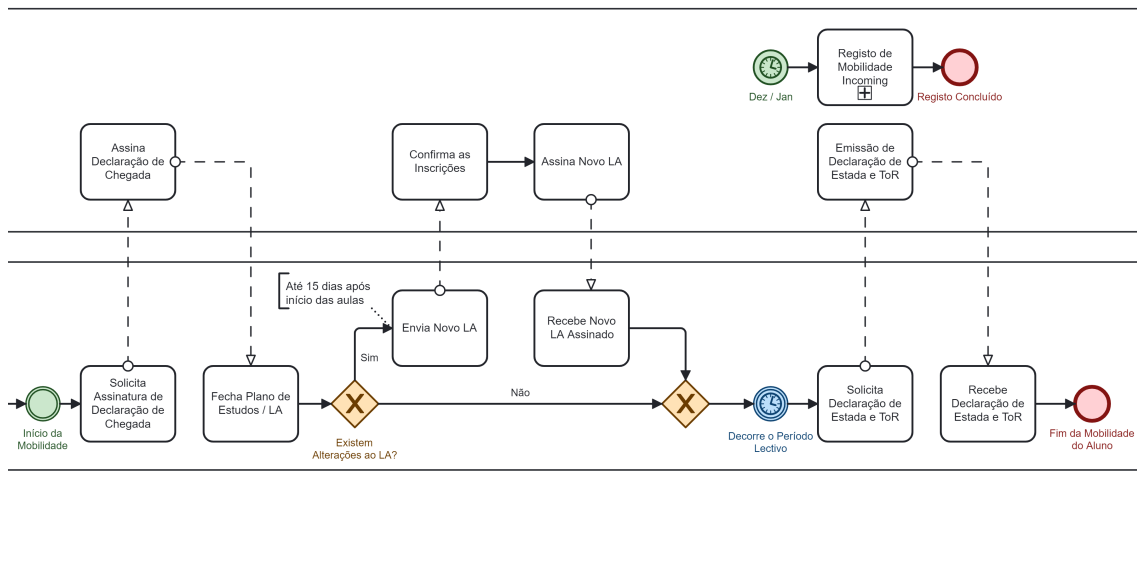 Registo de
Mobilidade
Incoming
Dez / Jan
Registo Concluído
Assina
Declaração de
Chegada
Confirma as
Inscrições
Assina Novo LA
Emissão de
Declaração de
Estada e ToR
Até 15 dias após
início das aulas
Envia Novo LA
Recebe Novo
LA Assinado
Sim
Início da
Mobilidade
Solicita
Assinatura de
Declaração de
Chegada
Fecha Plano de
Estudos / LA
Existem
Alterações ao LA?
Não
Decorre o Período
Lectivo
Solicita
Declaração de
Estada e ToR
Recebe
Declaração de
Estada e ToR
Fim da Mobilidade
do Aluno